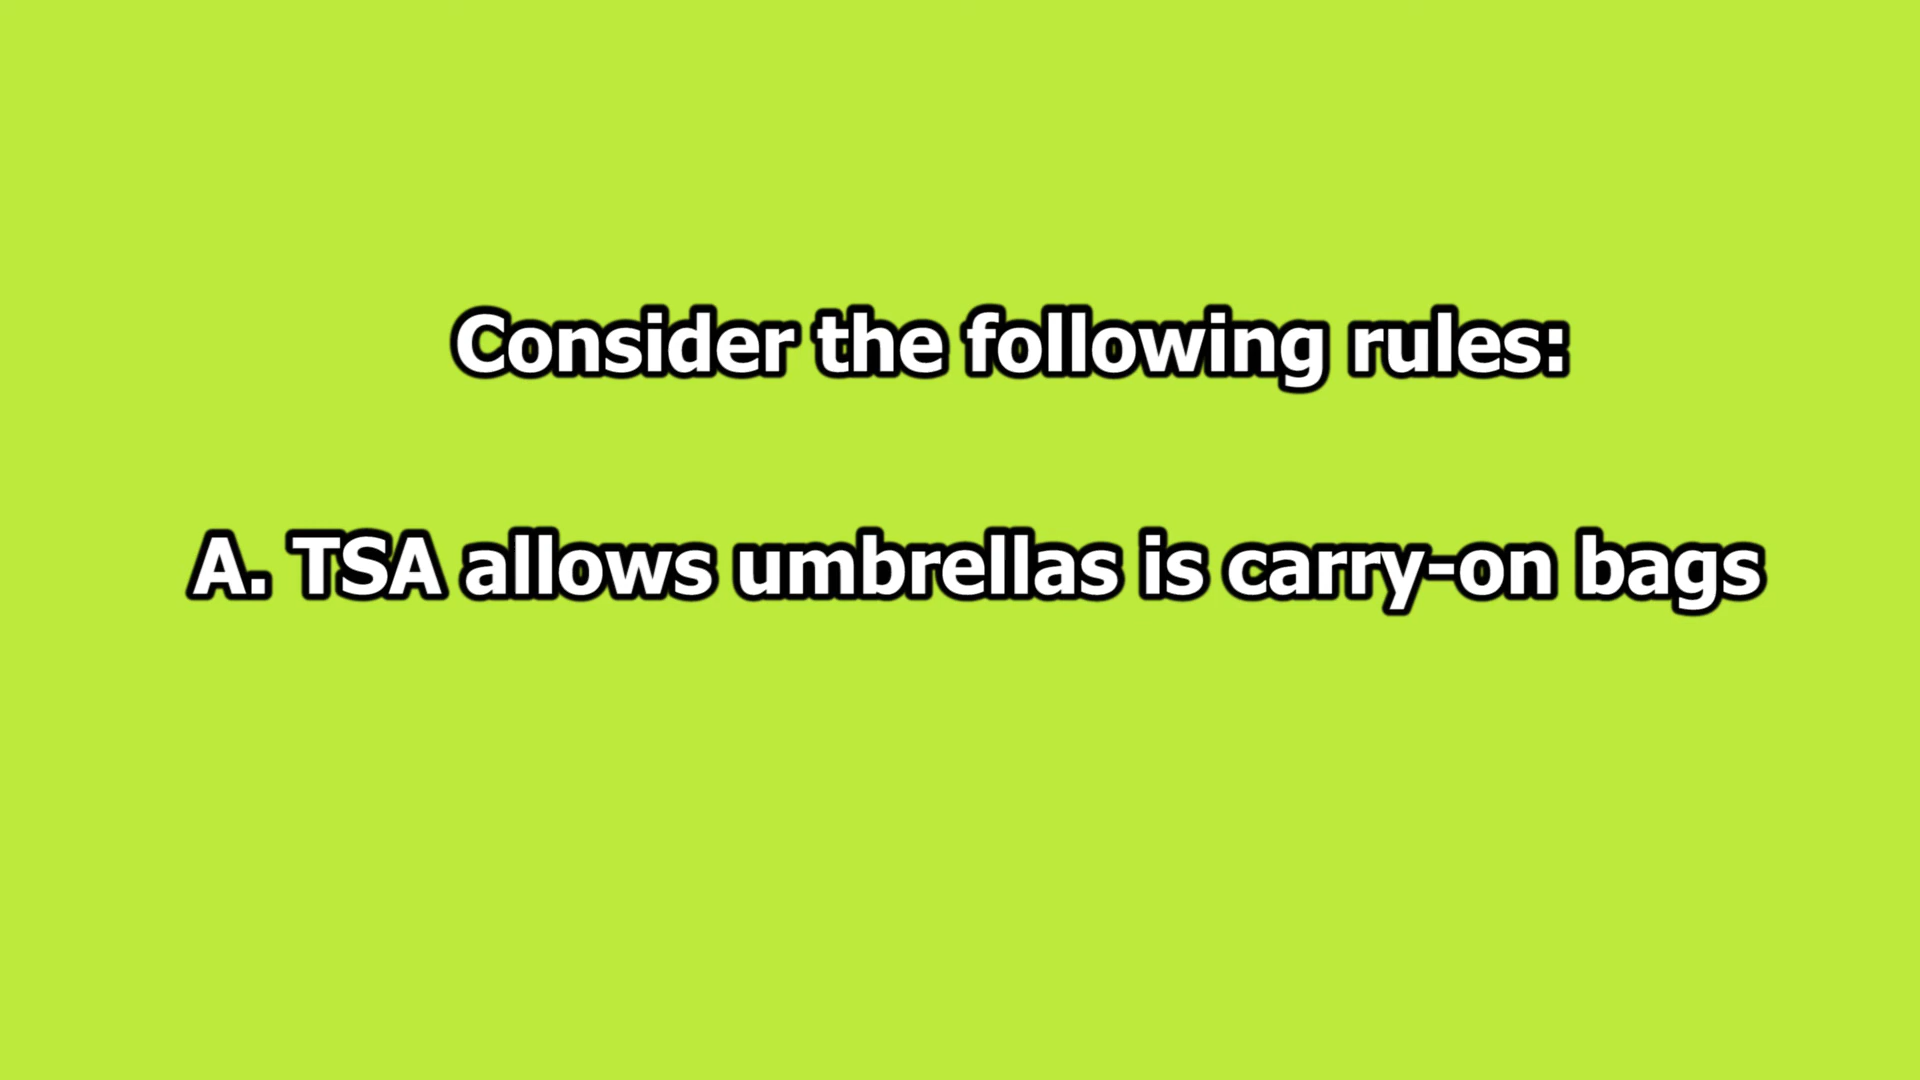 Consider the following rules:
A. TSA allows umbrellas is carry-on bags